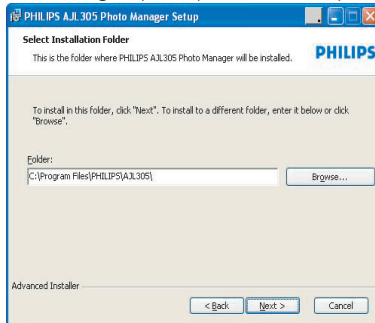 PHILIPS AJL305 Photo Manager Setup
Select Installation Folder
This is the folder where PHILIPS AJL305 Photo Manager will be installed.
PHILIPS
To install in this folder, click "Next". To install to a different folder, enter it below or click
"Browse".
Folder:
C:\Program Files\PHILIPS\AJL305\
Browse...
Advanced Installer
< Back
Next >
Cancel